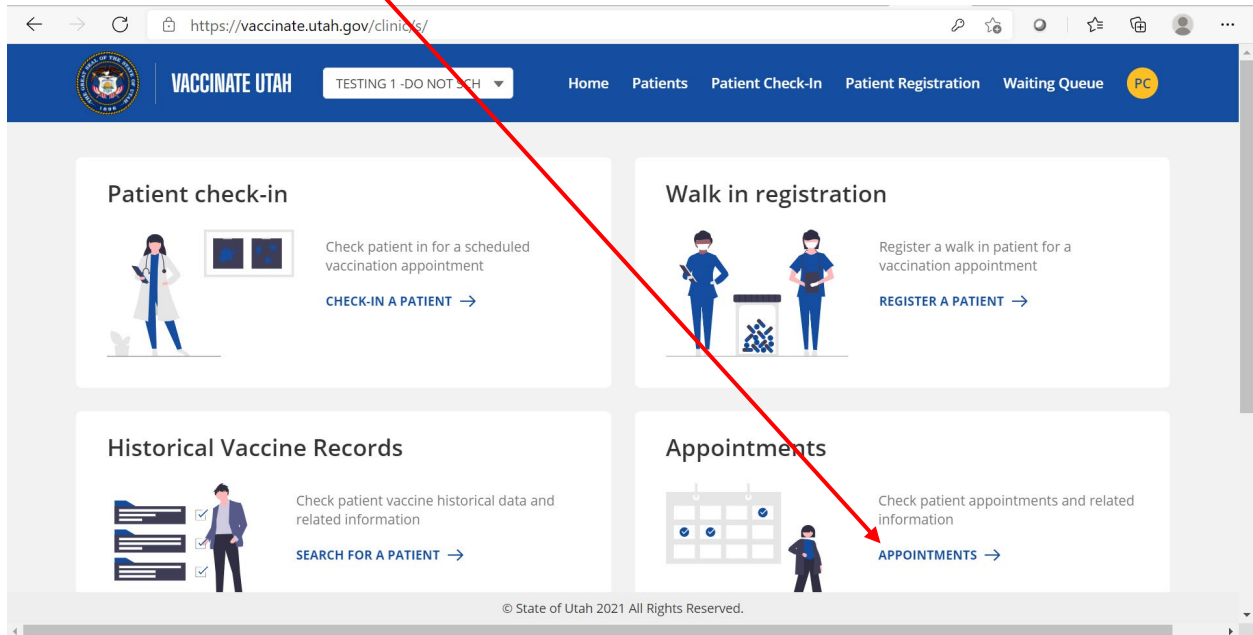 https://vaccinate.utah.gov/clinic/s/
VACCINATE UTAH
TESTING 1 -DO NOT SCH
Home Patients Patient Check-In Patient Registration Waiting Queue PC
Patient check-in
Check patient in for a scheduled
vaccination appointment
CHECK-IN A PATIENT →
Walk in registration
Register a walk in patient for a
vaccination appointment
REGISTER A PATIENT →
Historical Vaccine Records
Check patient vaccine historical data and
related information
SEARCH FOR A PATIENT →
Appointments
Check patient appointments and related
information
APPOINTMENTS →
© State of Utah 2021 All Rights Reserved.